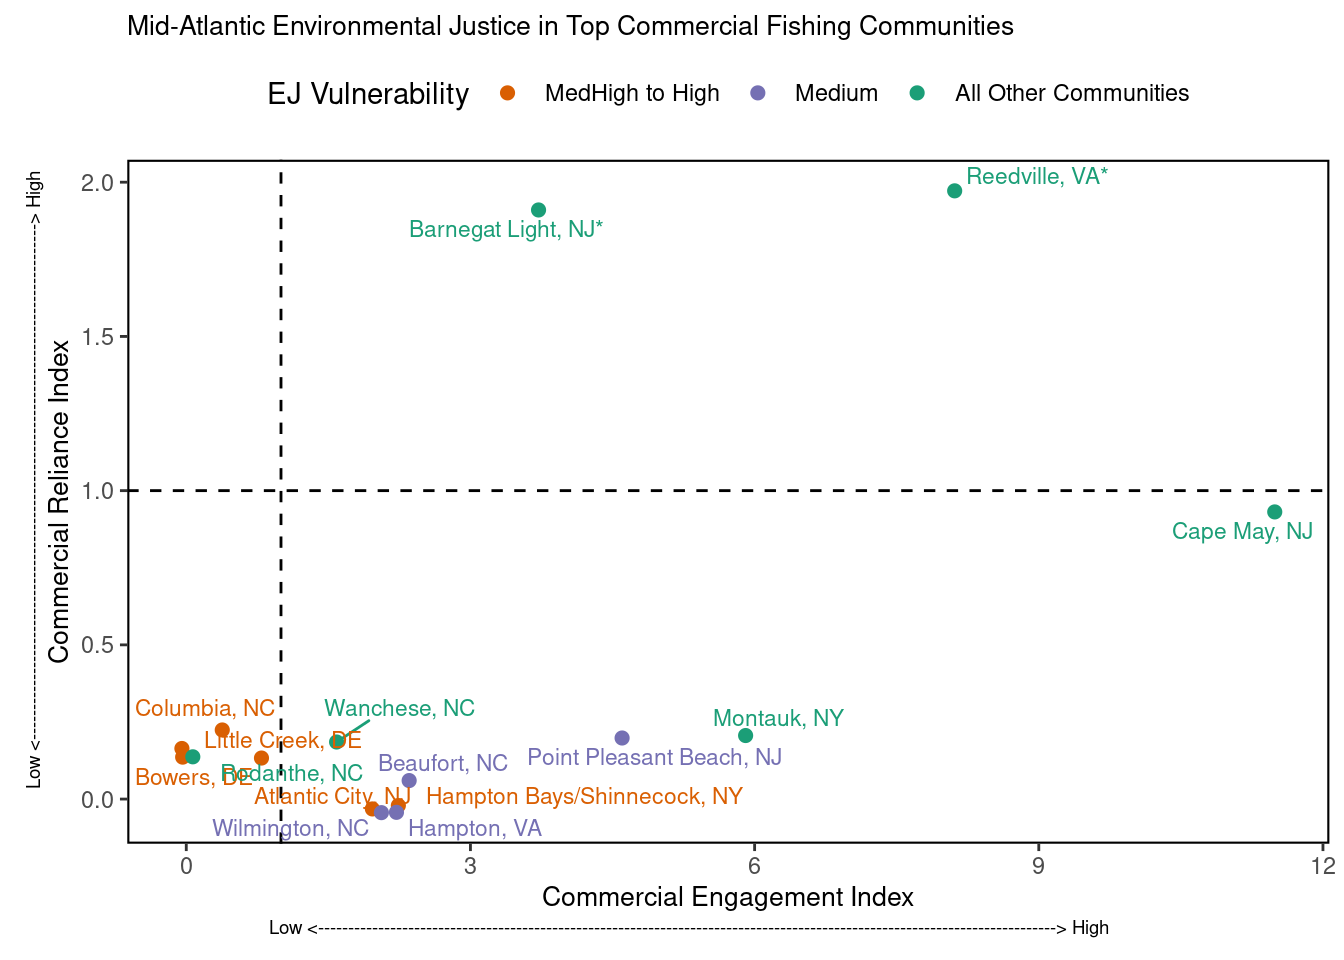 Mid-Atlantic Environmental Justice in Top Commercial Fishing Communities
EJ Vulnerability MedHigh to High Medium All Other Communities
Low <----------------------------------------------------------------------------------------------------> High
Commercial Reliance Index
2.0
1.5
1.0
0.5
0.0
Reedville, VA*
Barnegat Light, NJ*
Cape May, NJ
Columbia, NC
Wanchese, NC
Montauk, NY
Little Creek, DE
Point Pleasant Beach, NJ
Beaufort, NC
Bowers, DE
Rodanthe, NC
Atlantic City, NJ
Hampton Bays/Shinnecock, NY
Wilmington, NC
Hampton, VA
0 3 6 9 12
Commercial Engagement Index
Low <----------------------------------------------------------------------------------------------------------------------------> High